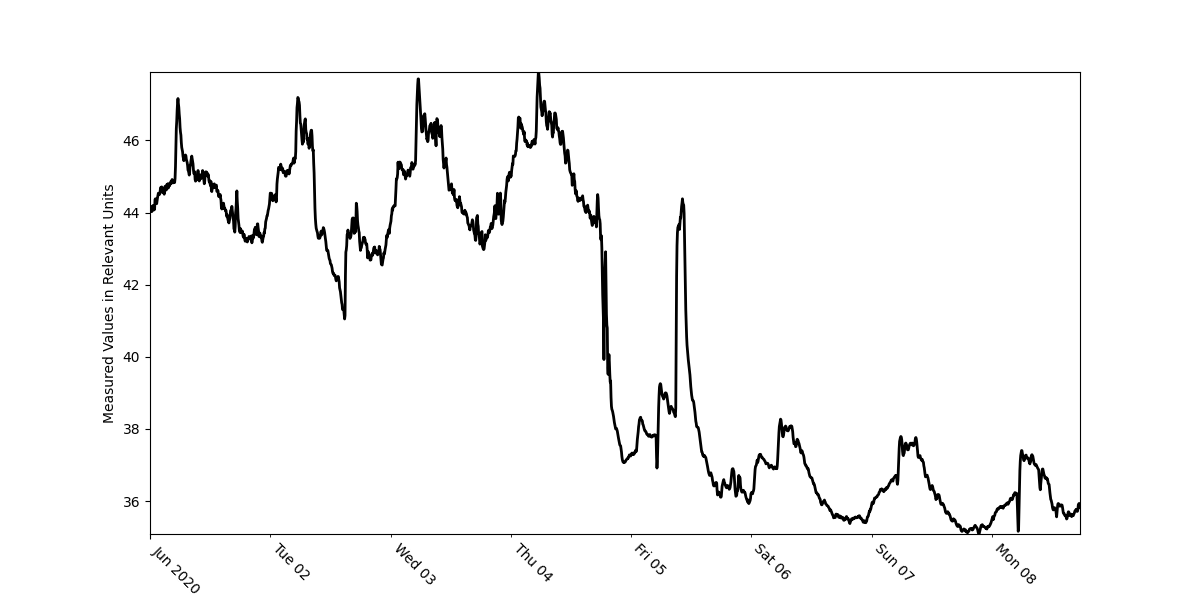 46
44
42
40
38
36
Measured Values in Relevant Units
Jun 2020
Tue 02
Wed 03
Thu 04
Fri 05
Sat 06
Sun 07
Mon 08